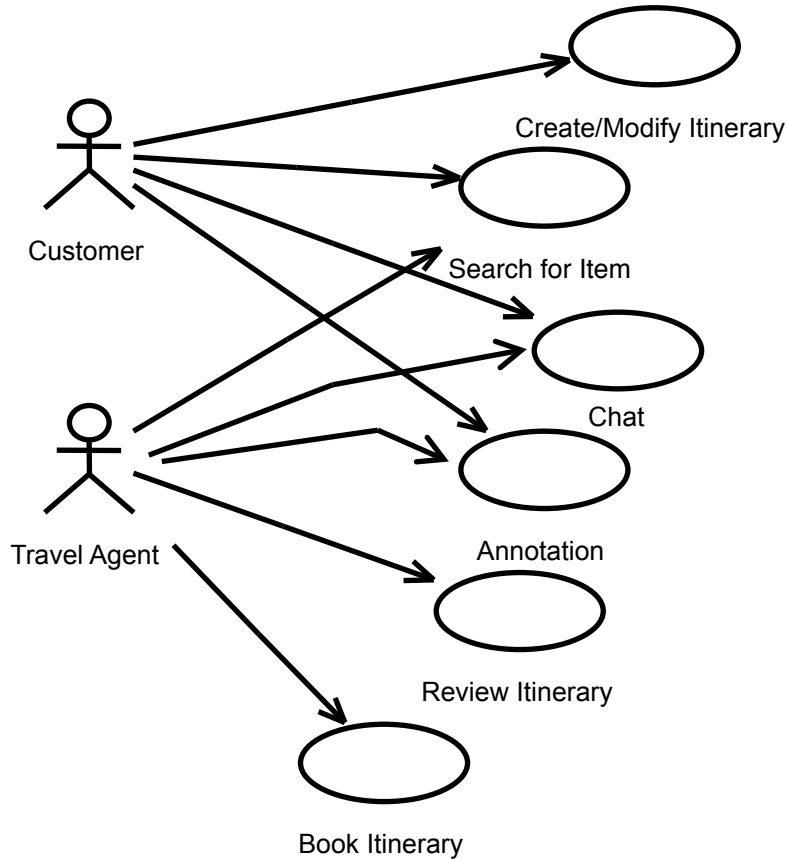 Create/Modify Itinerary
Customer
Search for Item
Chat
Travel Agent
Annotation
Review Itinerary
Book Itinerary